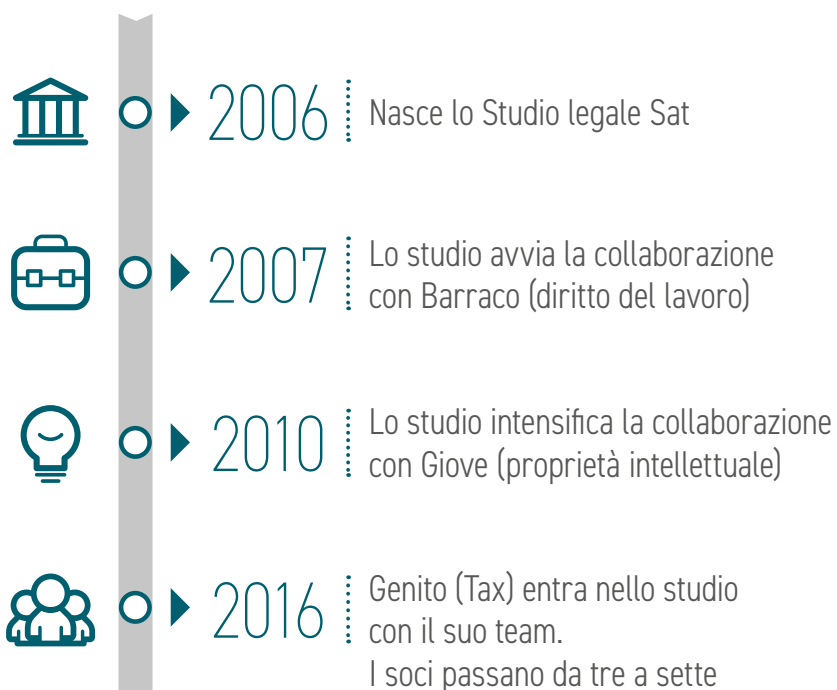 2006
Nasce lo Studio legale Sat
2007
Lo studio avvia la collaborazione
con Barraco (diritto del lavoro)
2010
Lo studio intensifica la collaborazione
con Giove (proprietà intellettuale)
2016
Genito (Tax) entra nello studio
con il suo team.
I soci passano da tre a sette